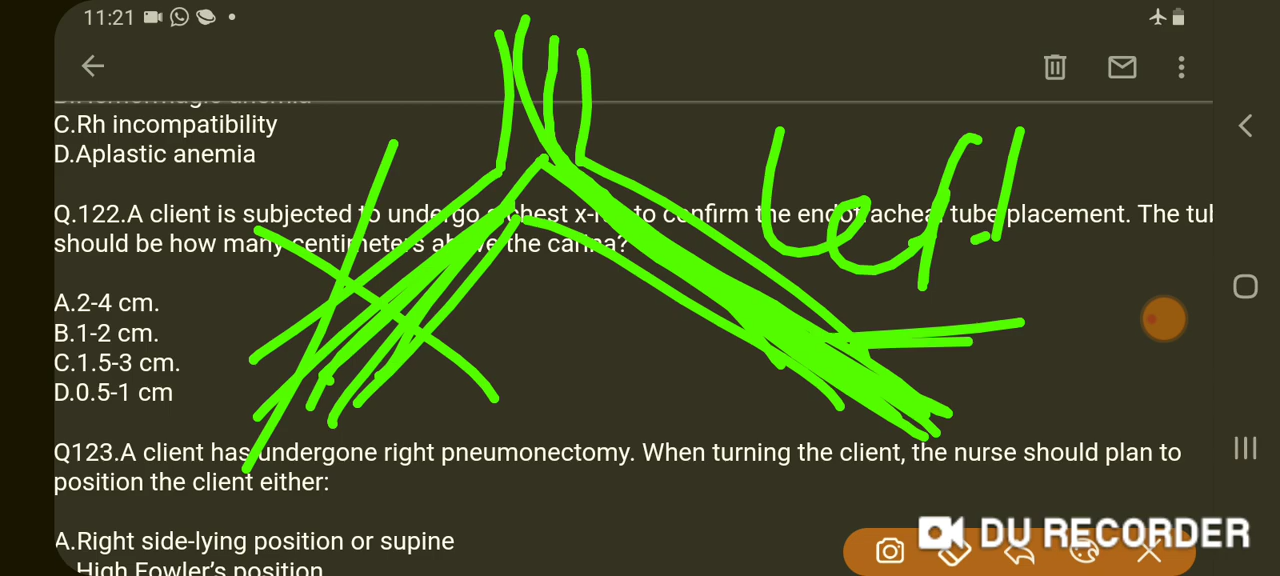 11:21
C.Rh incompatibility
D.Aplastic anemia
Q.122.A client is subjected to undergo chest to confirm the tube placement. The
should be how many centimeters above the carina?
A.2-4 cm.
B.1-2 cm.
C.1.5-3 cm.
D.0.5-1 cm
Q123.A client has undergone right pneumonectomy. When turning the client, the nurse should plan to
position the client either:
A.Right side-lying position or supine
High Fowler's position
Left
DU RECORDER